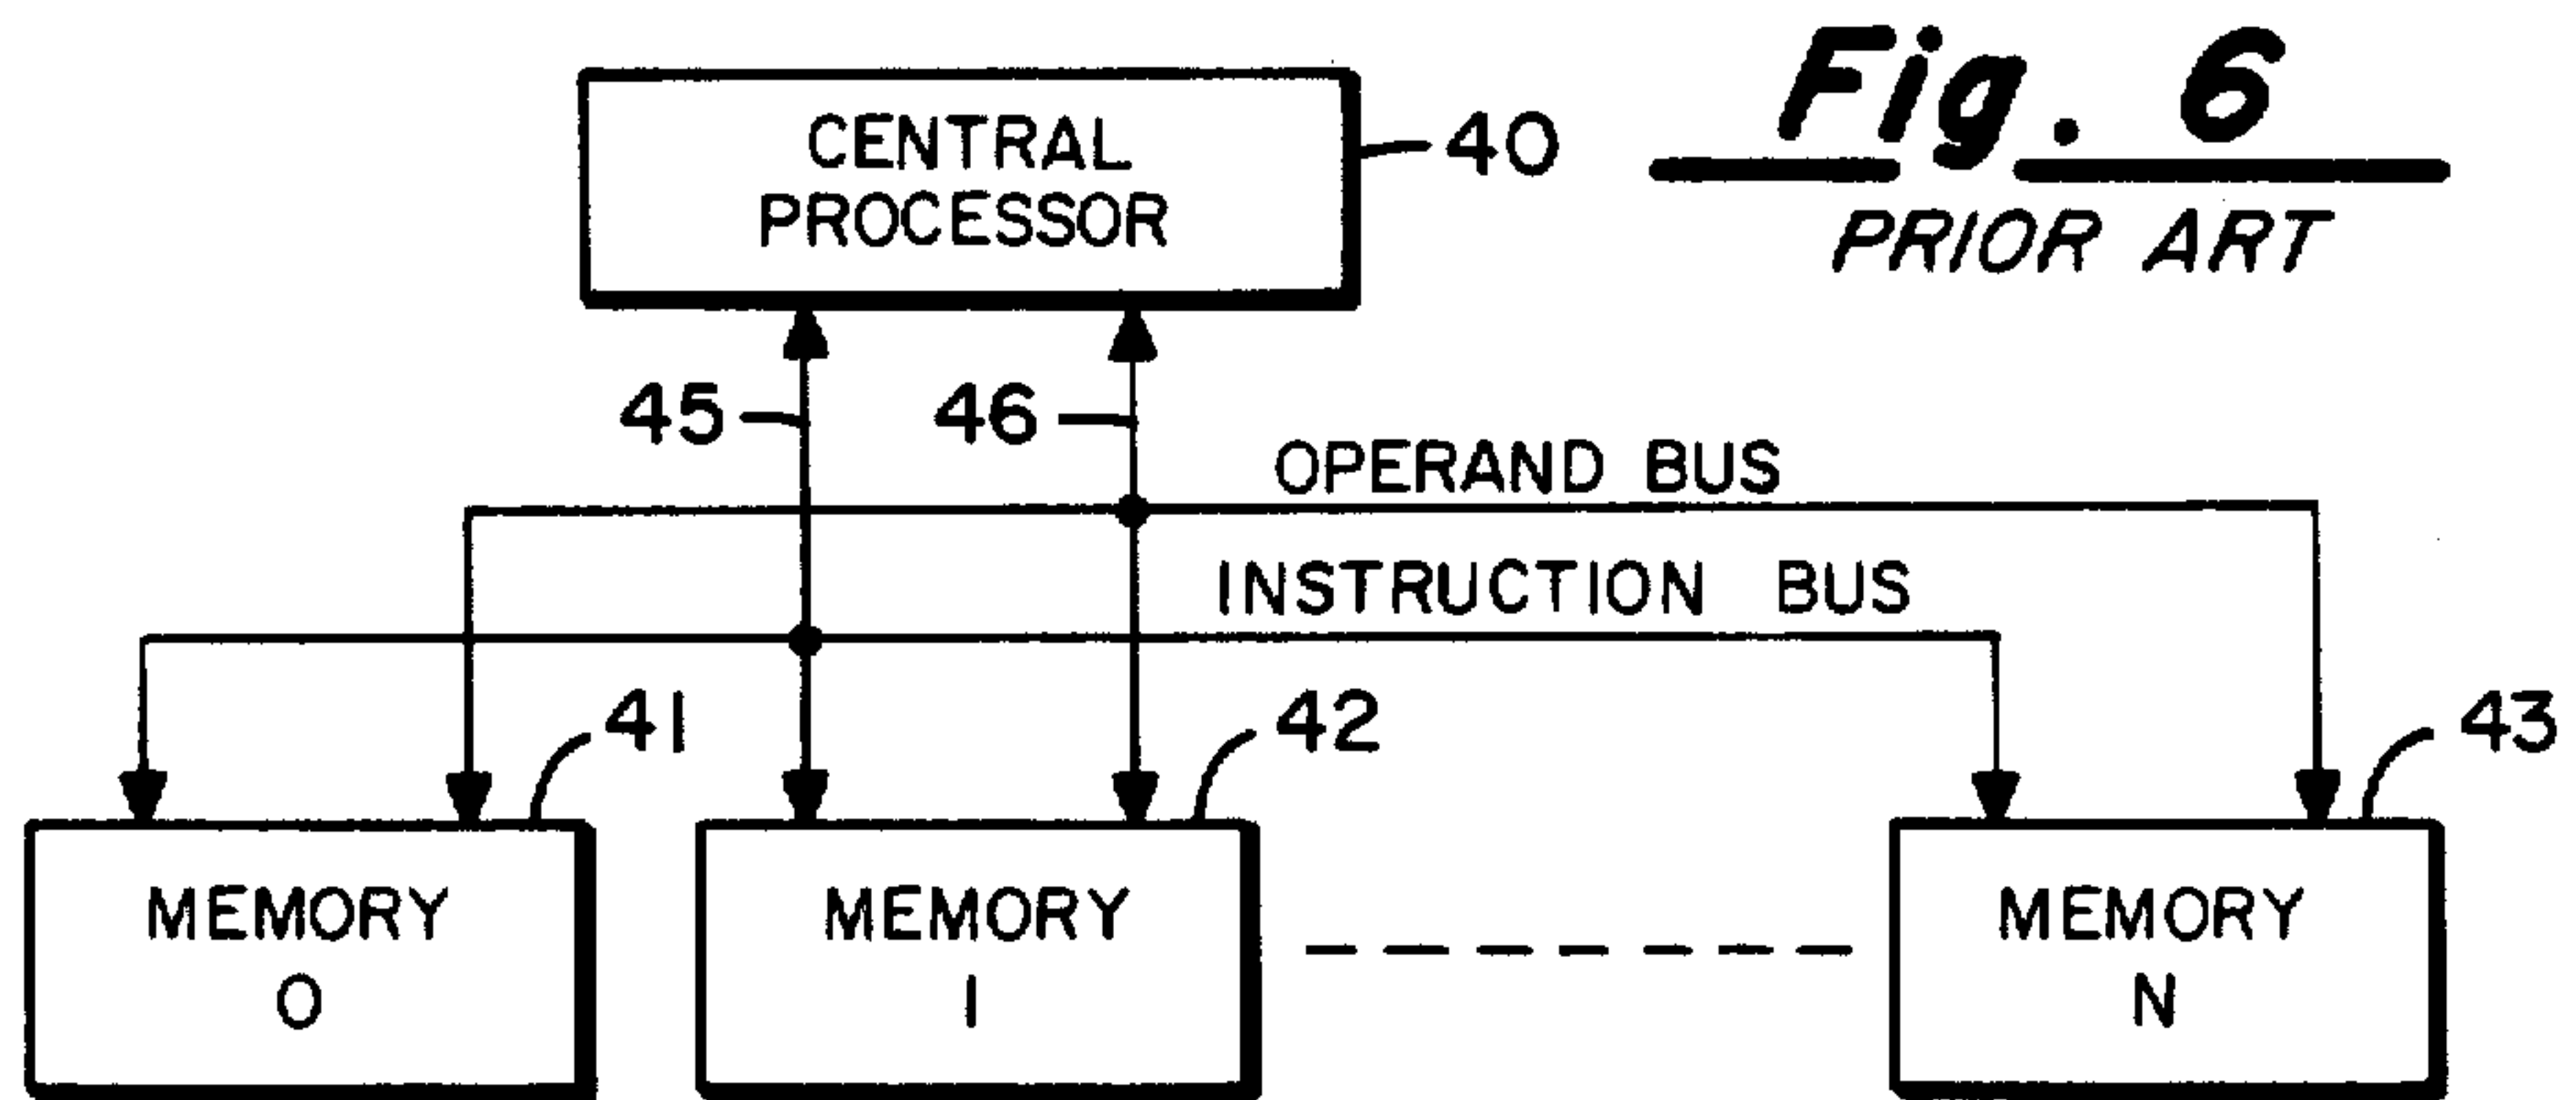 Fig. 6
PRIOR ART
CENTRAL
PROCESSOR
40
45
46
OPERAND BUS
INSTRUCTION BUS
41
42
43
MEMORY
0
MEMORY
1
MEMORY
N